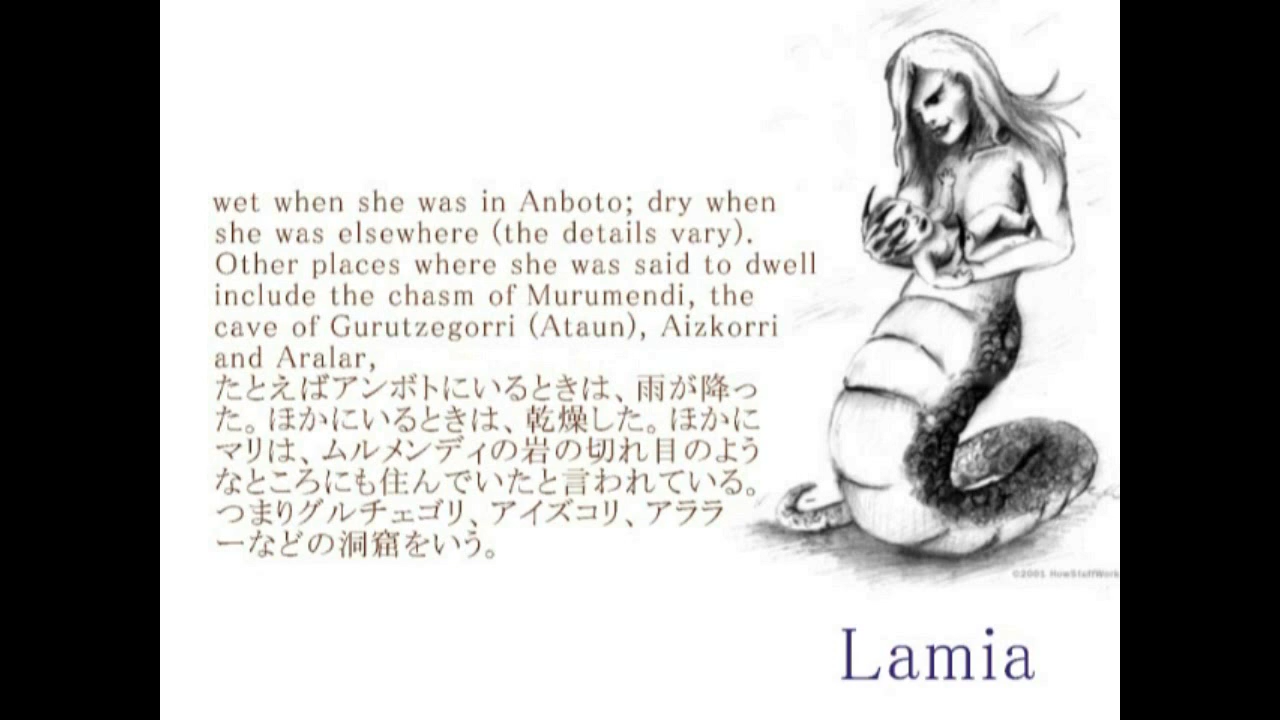 wet when she was in Anboto; dry when
she was elsewhere (the details vary).
Other places where she was said to dwell
include the chasm of Murumendi, the
cave of Gurutzegorri (Ataun), Aizkorri
and Aralar,
たとえばアンボトにいるときは、雨が降っ
た。ほかにいるときは、乾燥した。ほかに
マリは、ムルメンディの岩の切れ目のよう
なところにも住んでいたと言われている。
つまりグルチェゴリ、アイズコリ、アララ
ーなどの洞窟をいう。
©2001 HowStuffWork
Lamia